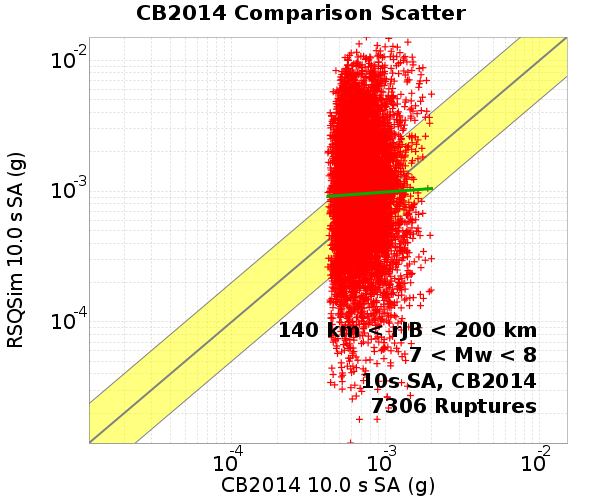 CB2014 Comparison Scatter
10-2
10-3
10-4
RSQSim 10.0 s SA (g)
140 km < rJB < 200 km
7 < Mw < 8
10s SA, CB2014
7306 Ruptures
10-4 10-3 10-2
CB2014 10.0 s SA (g)